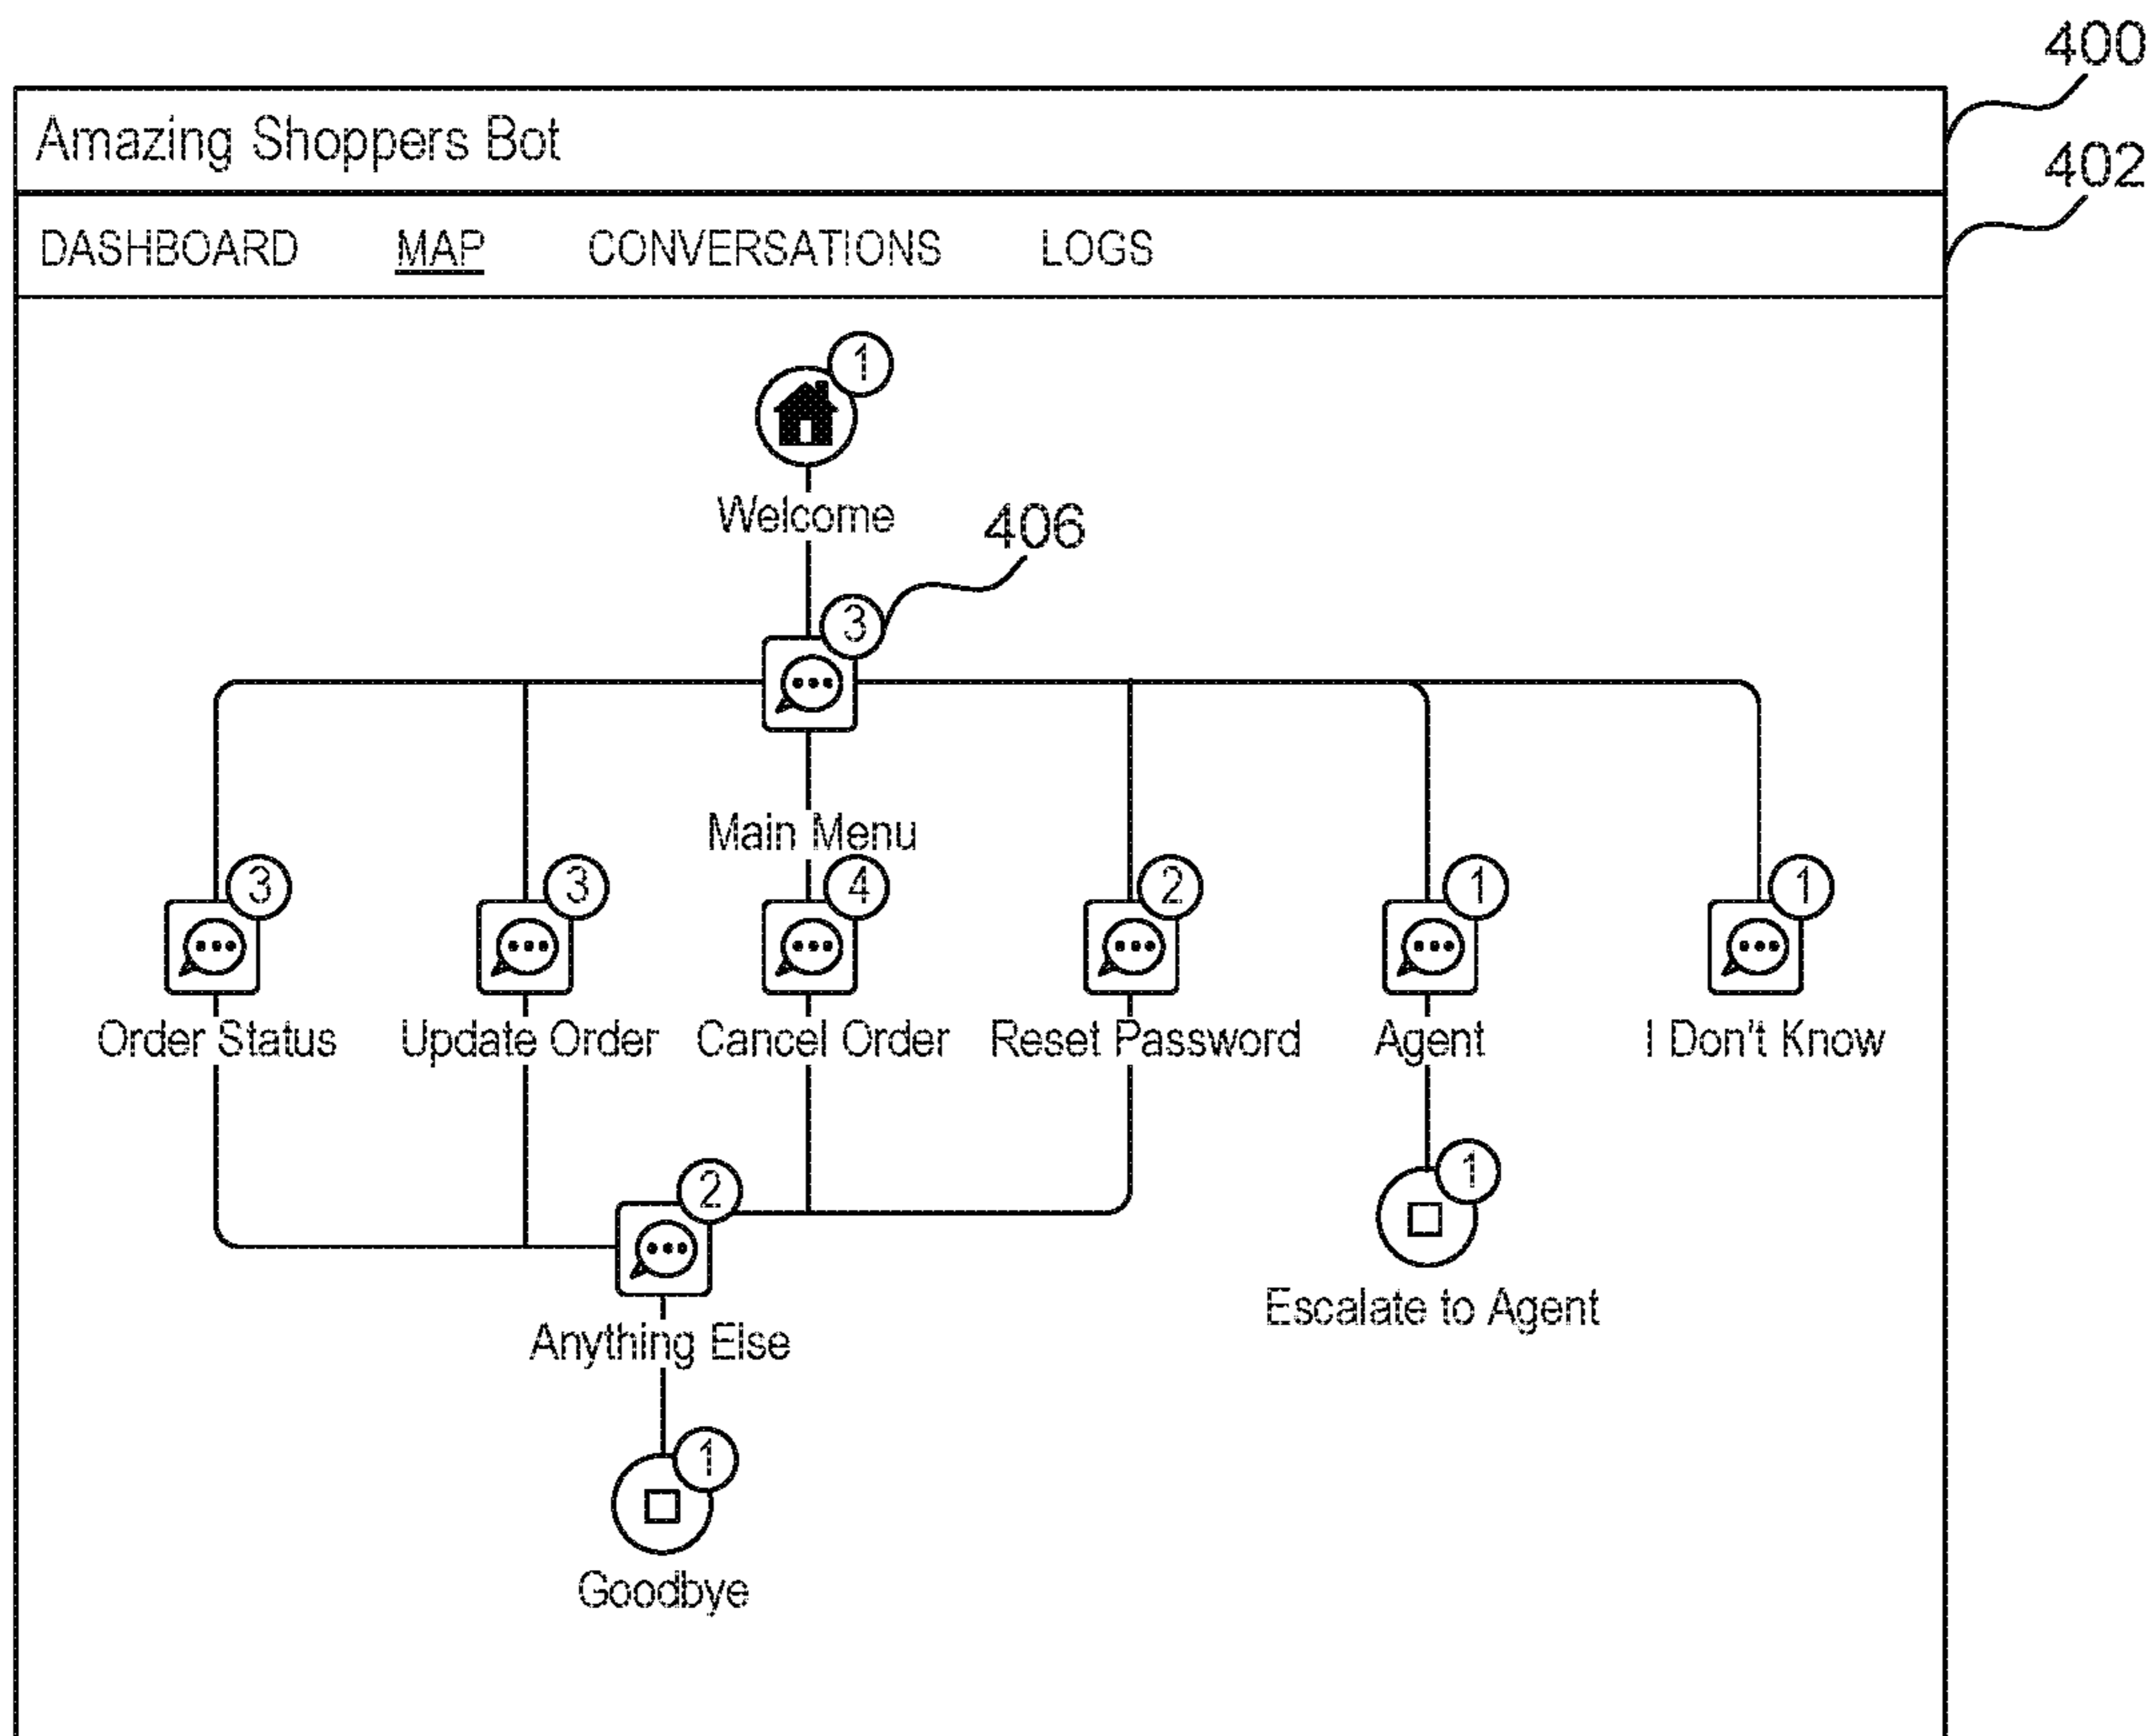 400
Amazing Shoppers Bot
402
DASHBOARD MAP CONVERSATIONS LOGS
1
Welcome
406
3
Main Menu
3 3 4 2 1 1
Order Status Update Order Cancel Order Reset Password Agent I Don't Know
2 1
Escalate to Agent
Anything Else
1
Goodbye